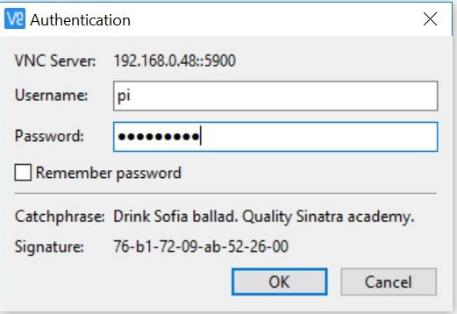 V2 Authentication
VNC Server: 192.168.0.48::5900
Username: pi
Password: •••••••••
Remember password
Catchphrase: Drink Sofia ballad. Quality Sinatra academy.
Signature: 76-b1-72-09-ab-52-26-00
OK Cancel